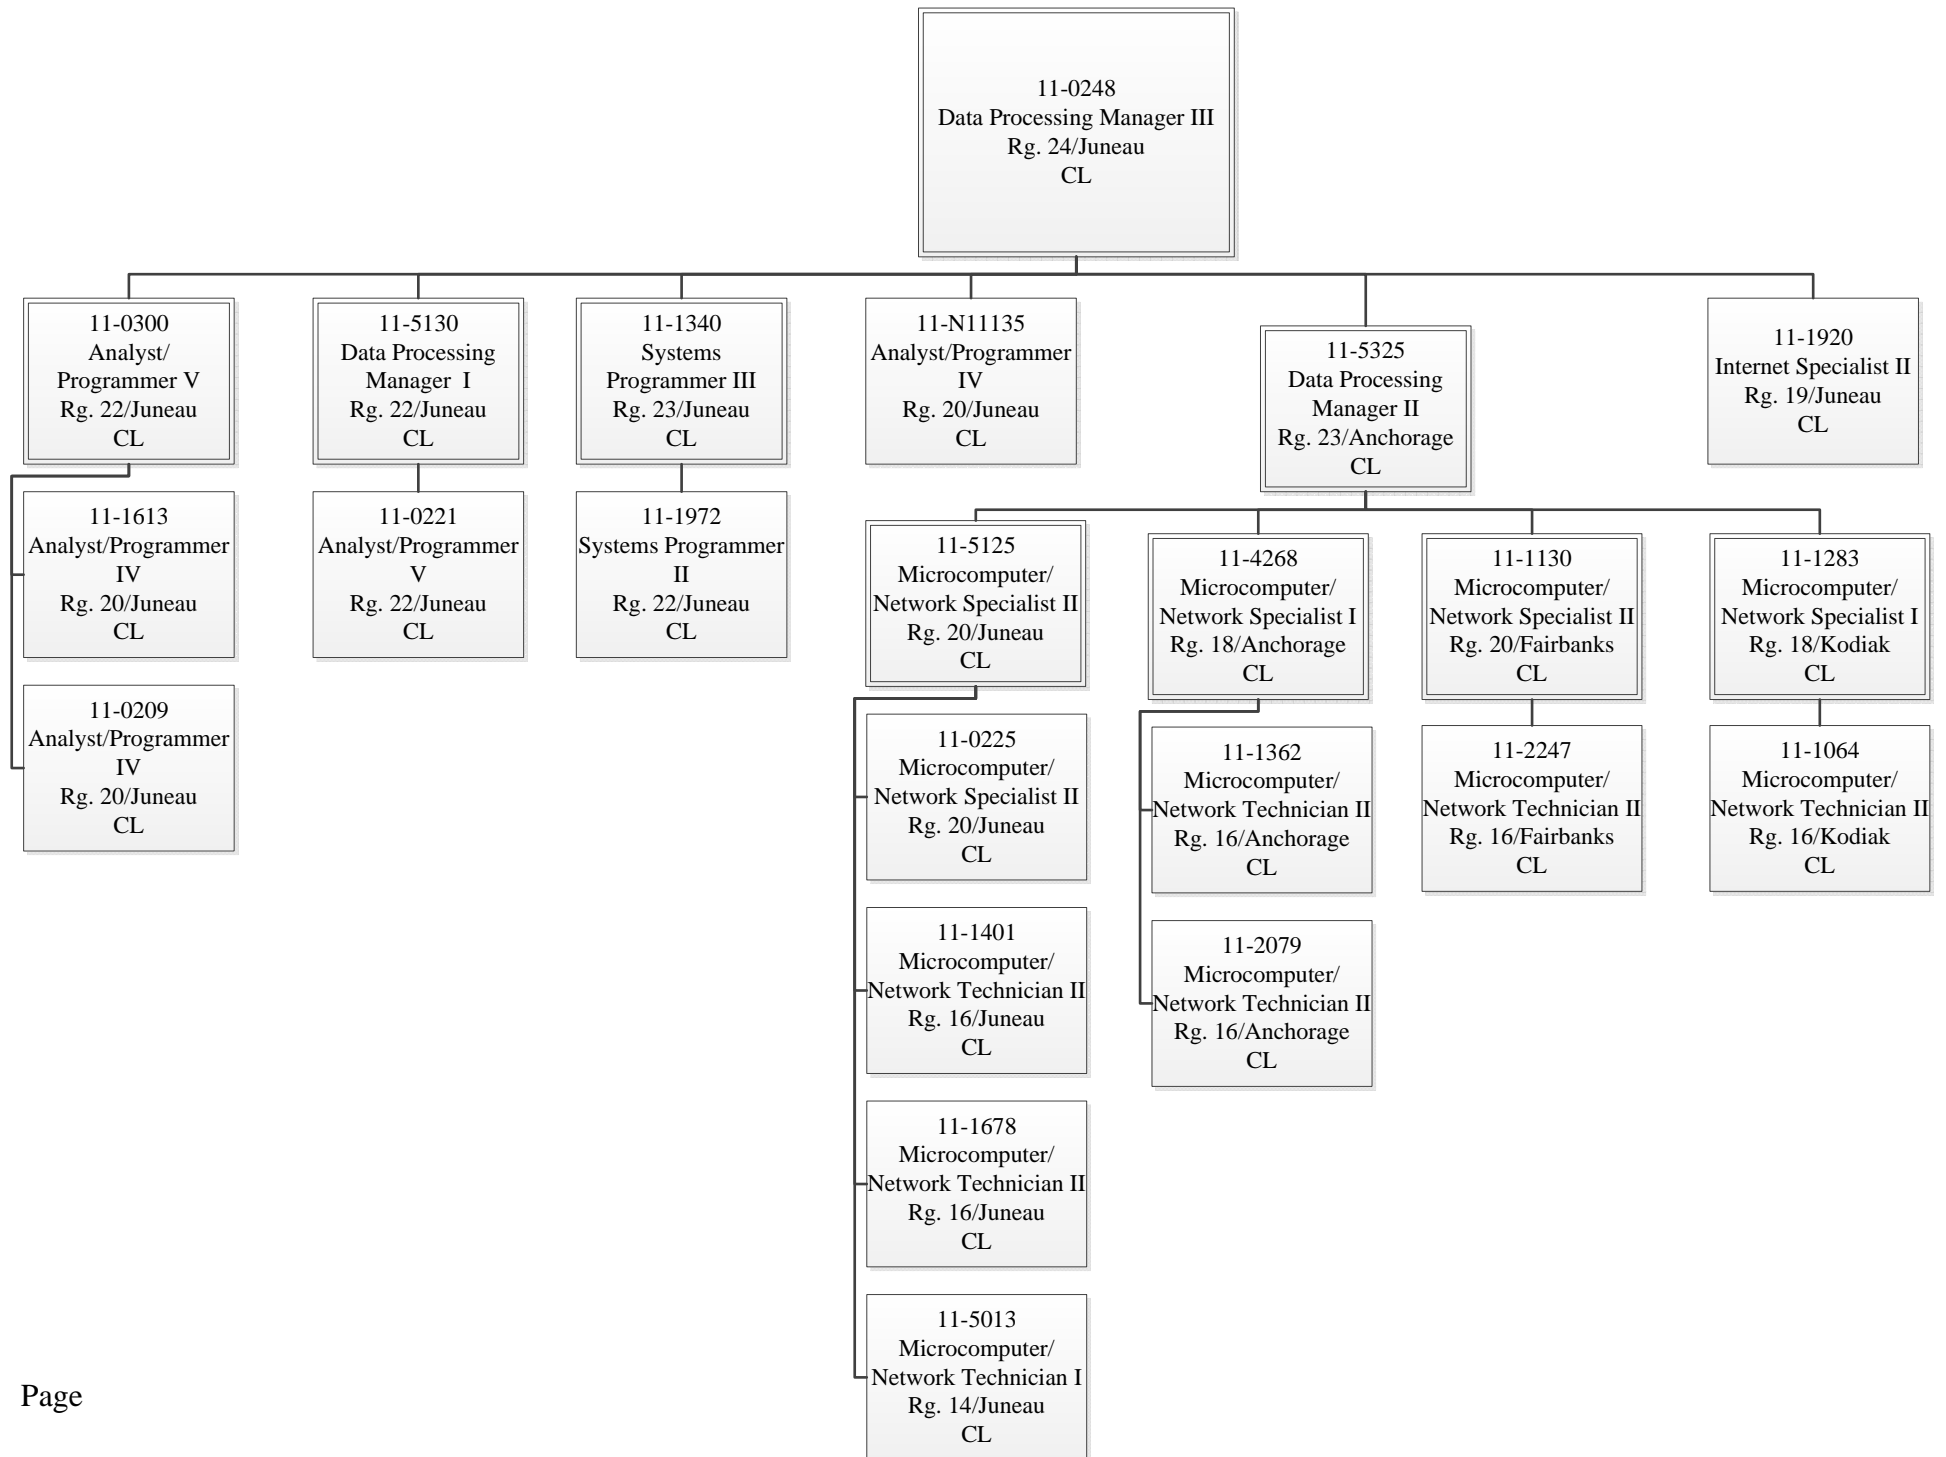 11-0248
Data Processing Manager III
Rg. 24/Juneau
CL
11-0300
Analyst/
Programmer V
Rg. 22/Juneau
CL
11-5130
Data Processing
Manager I
Rg. 22/Juneau
CL
11-1340
Systems
Programmer III
Rg. 23/Juneau
CL
11-N11135
Analyst/Programmer
IV
Rg. 20/Juneau
CL
11-5325
Data Processing
Manager II
Rg. 23/Anchorage
CL
11-1920
Internet Specialist II
Rg. 19/Juneau
CL
11-1613
Analyst/Programmer
IV
Rg. 20/Juneau
CL
11-0221
Analyst/Programmer
V
Rg. 22/Juneau
CL
11-1972
Systems Programmer
II
Rg. 22/Juneau
CL
11-5125
Microcomputer/
Network Specialist II
Rg. 20/Juneau
CL
11-4268
Microcomputer/
Network Specialist I
Rg. 18/Anchorage
CL
11-1130
Microcomputer/
Network Specialist II
Rg. 20/Fairbanks
CL
11-1283
Microcomputer/
Network Specialist I
Rg. 18/Kodiak
CL
11-0209
Analyst/Programmer
IV
Rg. 20/Juneau
CL
11-0225
Microcomputer/
Network Specialist II
Rg. 20/Juneau
CL
11-1362
Microcomputer/
Network Technician II
Rg. 16/Anchorage
CL
11-2247
Microcomputer/
Network Technician II
Rg. 16/Fairbanks
CL
11-1064
Microcomputer/
Network Technician II
Rg. 16/Kodiak
CL
11-1401
Microcomputer/
Network Technician II
Rg. 16/Juneau
CL
11-2079
Microcomputer/
Network Technician II
Rg. 16/Anchorage
CL
11-1678
Microcomputer/
Network Technician II
Rg. 16/Juneau
CL
11-5013
Microcomputer/
Network Technician I
Rg. 14/Juneau
CL
Page